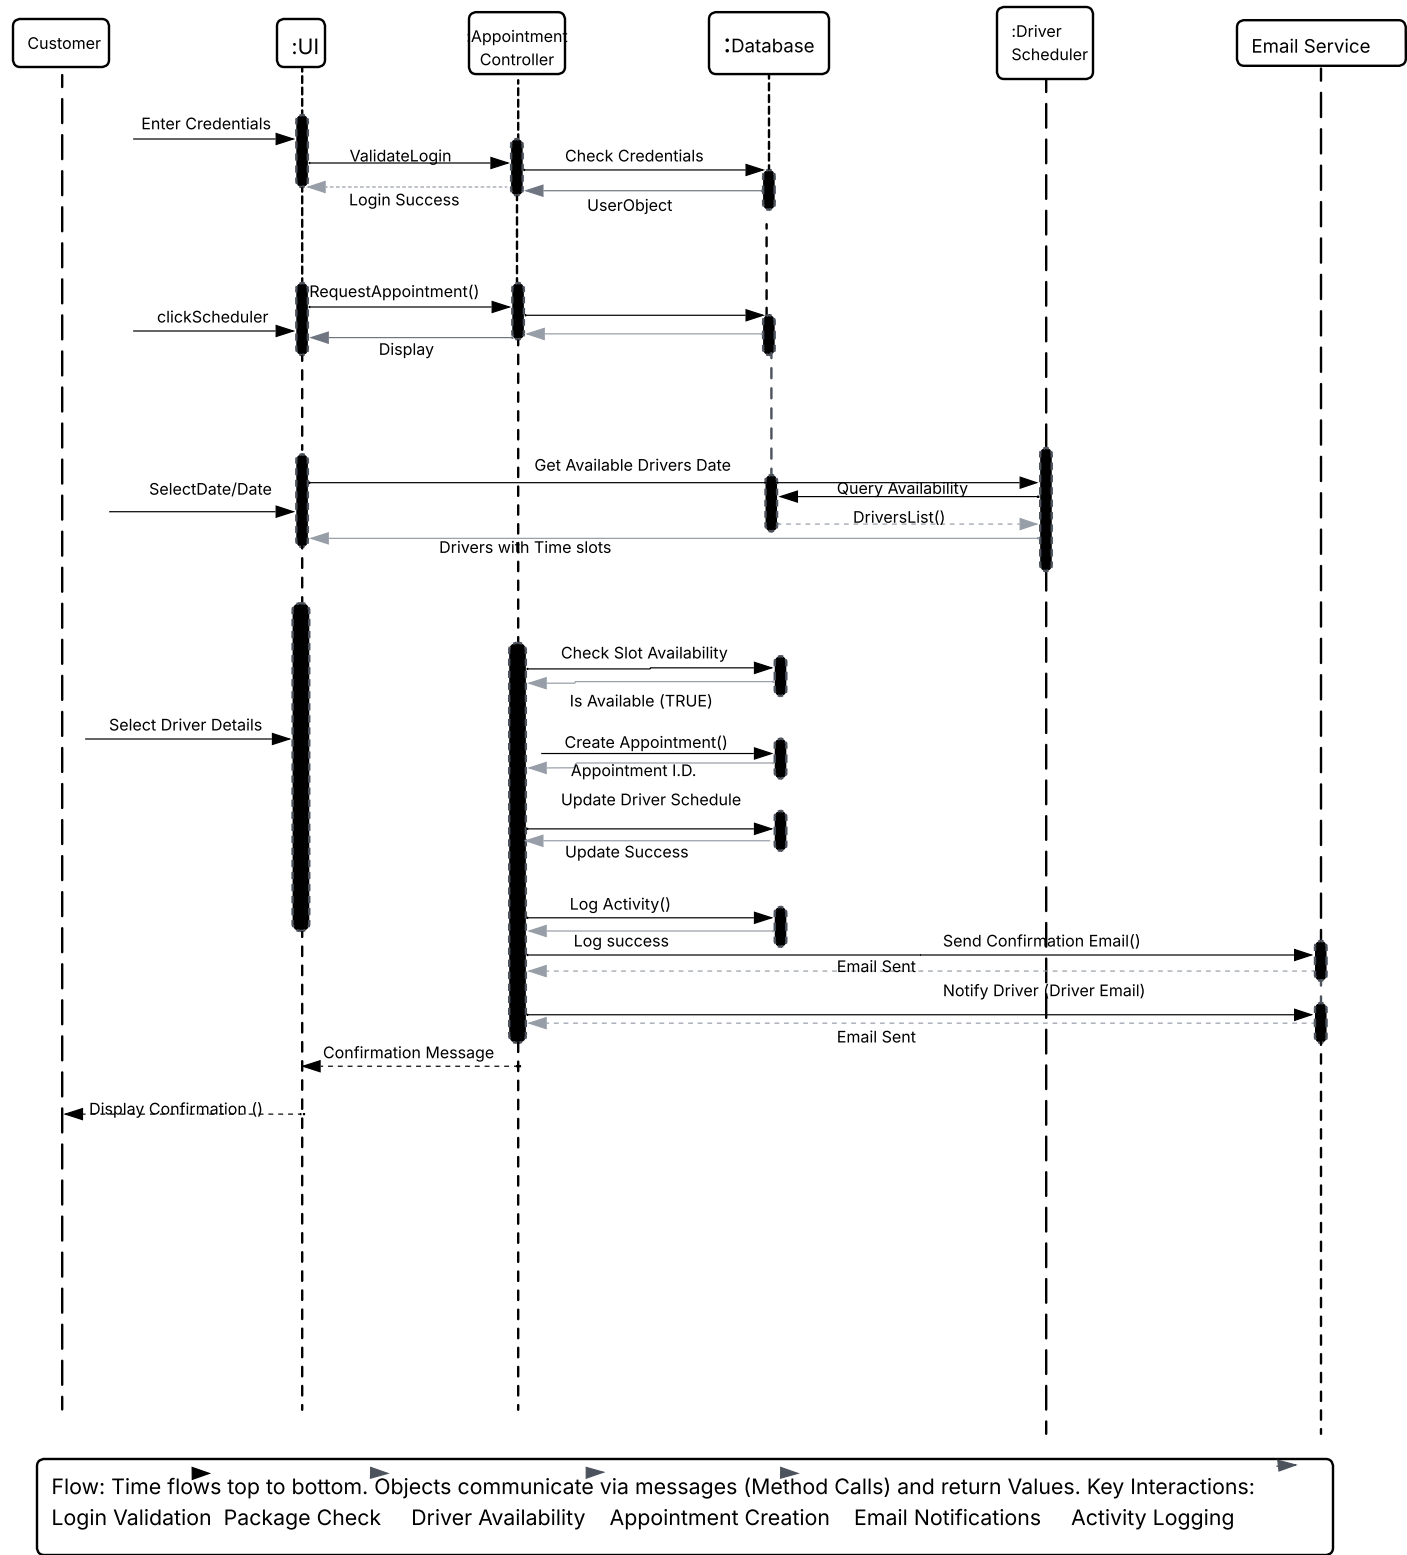 Customer
:UI
Appointment
Controller
:Database
:Driver
Scheduler
Email Service
Enter Credentials
ValidateLogin
Check Credentials
Login Success
UserObject
RequestAppointment()
clickScheduler
Display
Get Available Drivers Date
SelectDate/Date
Query Availability
DriversList()
Drivers with Time slots
Check Slot Availability
Is Available (TRUE)
Select Driver Details
Create Appointment()
Appointment I.D.
Update Driver Schedule
Update Success
Log Activity()
Log success
Send Confirmation Email()
Email Sent
Notify Driver (Driver Email)
Email Sent
Confirmation Message
Display Confirmation ()
Flow: Time flows top to bottom. Objects communicate via messages (Method Calls) and return Values. Key Interactions:
Login Validation Package Check Driver Availability Appointment Creation Email Notifications Activity Logging